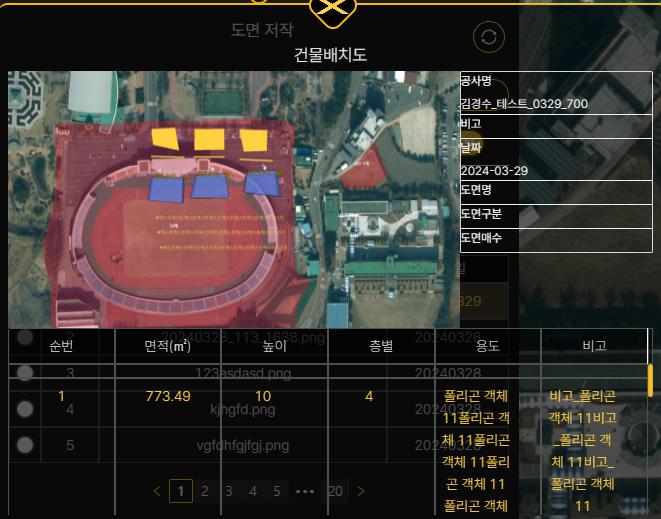 도면 저작
건물배치도
공사명
김경수_테스트_0329_700
비고
날짜
2024-03-29
도면명
도면구분
도면매수
329
순번 면적(㎡) 높이 층별 용도 비고
2 20240328_113_1638.png 20240328
3 123asdasd.png 20240328
1 773.49 10 4
폴리곤 객체
11폴리곤 객
체 11폴리곤
객체 11폴리
곤 객체 11
폴리곤 객체
비고_폴리곤
객체 11비고
_폴리곤 객
체 11비고_
폴리곤 객체
11
4 kjhgfd.png 20240328
5 vgfdhfgjfgj.png 20240328
< 1 2 3 4 5 ••• 20 >